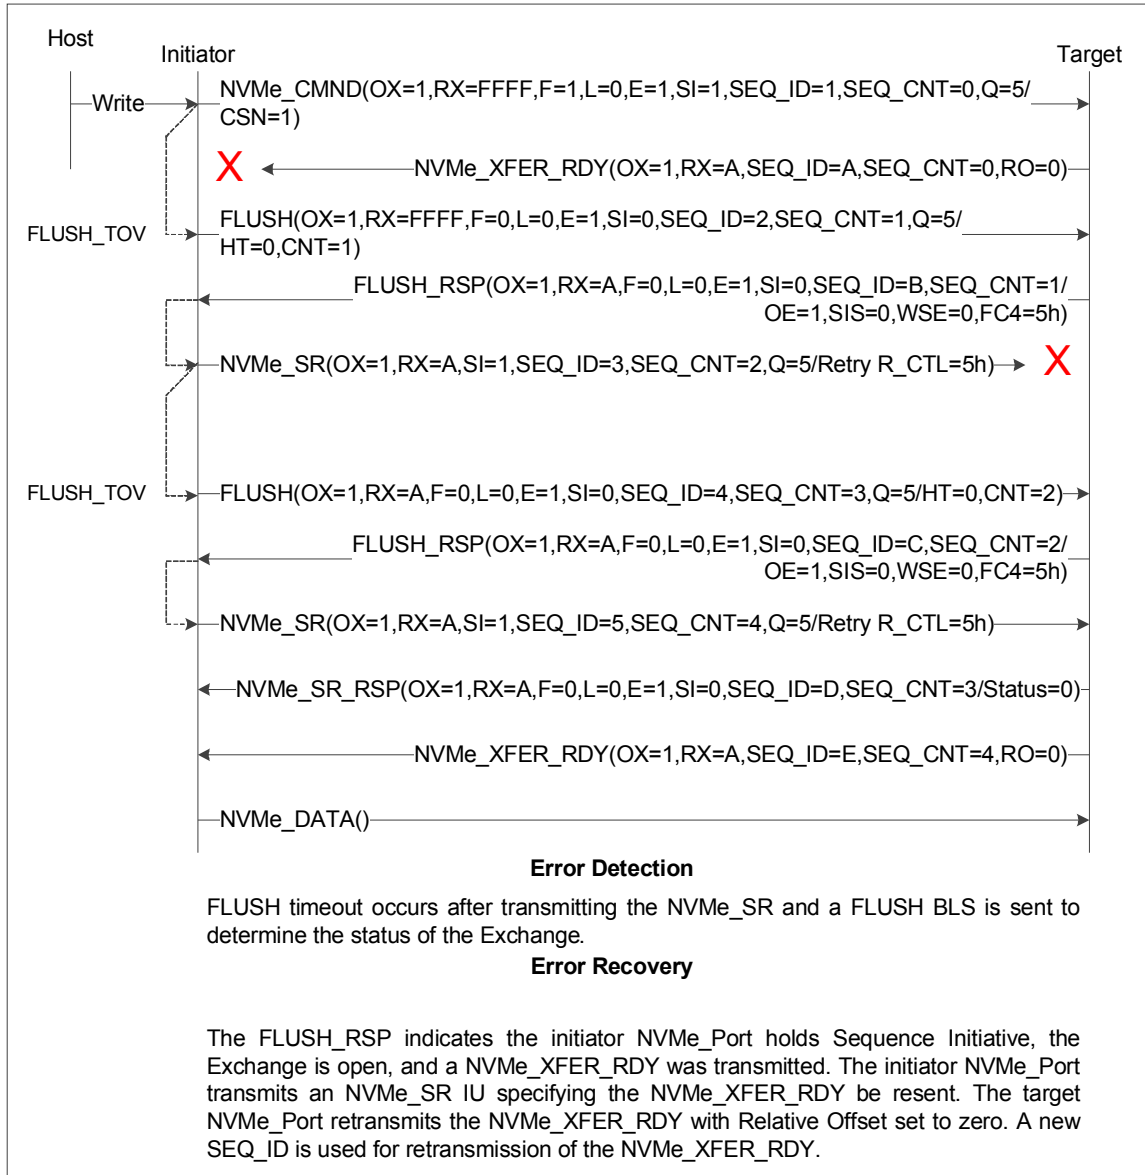 Host
Initiator
Target
Write
NVMe_CMND(OX=1,RX=FFFF,F=1,L=0,E=1,SI=1,SEQ_ID=1,SEQ_CNT=0,Q=5/
CSN=1)
X
NVMe_XFER_RDY(OX=1,RX=A,SEQ_ID=A,SEQ_CNT=0,RO=0)
FLUSH_TOV
FLUSH(OX=1,RX=FFFF,F=0,L=0,E=1,SI=0,SEQ_ID=2,SEQ_CNT=1,Q=5/
HT=0,CNT=1)
FLUSH_RSP(OX=1,RX=A,F=0,L=0,E=1,SI=0,SEQ_ID=B,SEQ_CNT=1/
OE=1,SIS=0,WSE=0,FC4=5h)
NVMe_SR(OX=1,RX=A,SI=1,SEQ_ID=3,SEQ_CNT=2,Q=5/Retry R_CTL=5h)
X
FLUSH_TOV
FLUSH(OX=1,RX=A,F=0,L=0,E=1,SI=0,SEQ_ID=4,SEQ_CNT=3,Q=5/HT=0,CNT=2)
FLUSH_RSP(OX=1,RX=A,F=0,L=0,E=1,SI=0,SEQ_ID=C,SEQ_CNT=2/
OE=1,SIS=0,WSE=0,FC4=5h)
NVMe_SR(OX=1,RX=A,SI=1,SEQ_ID=5,SEQ_CNT=4,Q=5/Retry R_CTL=5h)
NVMe_SR_RSP(OX=1,RX=A,F=0,L=0,E=1,SI=0,SEQ_ID=D,SEQ_CNT=3/Status=0)
NVMe_XFER_RDY(OX=1,RX=A,SEQ_ID=E,SEQ_CNT=4,RO=0)
NVMe_DATA()
Error Detection
FLUSH timeout occurs after transmitting the NVMe_SR and a FLUSH BLS is sent to
determine the status of the Exchange.
Error Recovery
The FLUSH_RSP indicates the initiator NVMe_Port holds Sequence Initiative, the
Exchange is open, and a NVMe_XFER_RDY was transmitted. The initiator NVMe_Port
transmits an NVMe_SR IU specifying the NVMe_XFER_RDY be resent. The target
NVMe_Port retransmits the NVMe_XFER_RDY with Relative Offset set to zero. A new
SEQ_ID is used for retransmission of the NVMe_XFER_RDY.